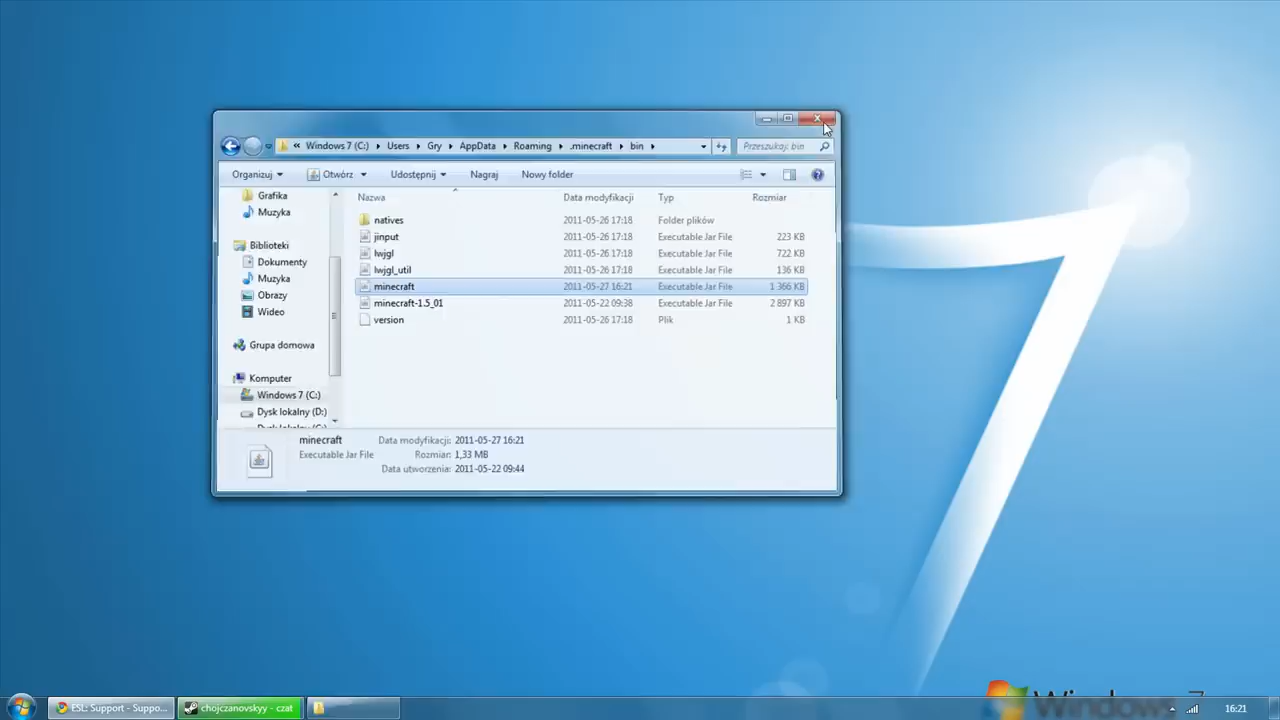 « Windows 7 (C:) Users Gry AppData Roaming .minecraft bin
Przeszukaj: bin
Organizuj Otwórz Udostępnij Nagraj Nowy folder
Grafika
Muzyka
Biblioteki
Dokumenty
Muzyka
Obrazy
Wideo
Grupa domowa
Komputer
Windows 7 (C:)
Dysk lokalny (D:)
Nazwa Data modyfikacji Typ Rozmiar
natives 2011-05-26 17:18 Folder plików
jinput 2011-05-26 17:18 Executable Jar File 223 KB
lwjgl 2011-05-26 17:18 Executable Jar File 722 KB
lwjgl_util 2011-05-26 17:18 Executable Jar File 136 KB
minecraft 2011-05-27 16:21 Executable Jar File 1 366 KB
minecraft-1.5_01 2011-05-22 09:38 Executable Jar File 2 897 KB
version 2011-05-26 17:18 Plik 1 KB
minecraft Data modyfikacji: 2011-05-27 16:21
Executable Jar File Rozmiar: 1,33 MB
Data utworzenia: 2011-05-22 09:44
Windows 7
ESL: Support - Suppo... chojczanovskyy - czat 16:21